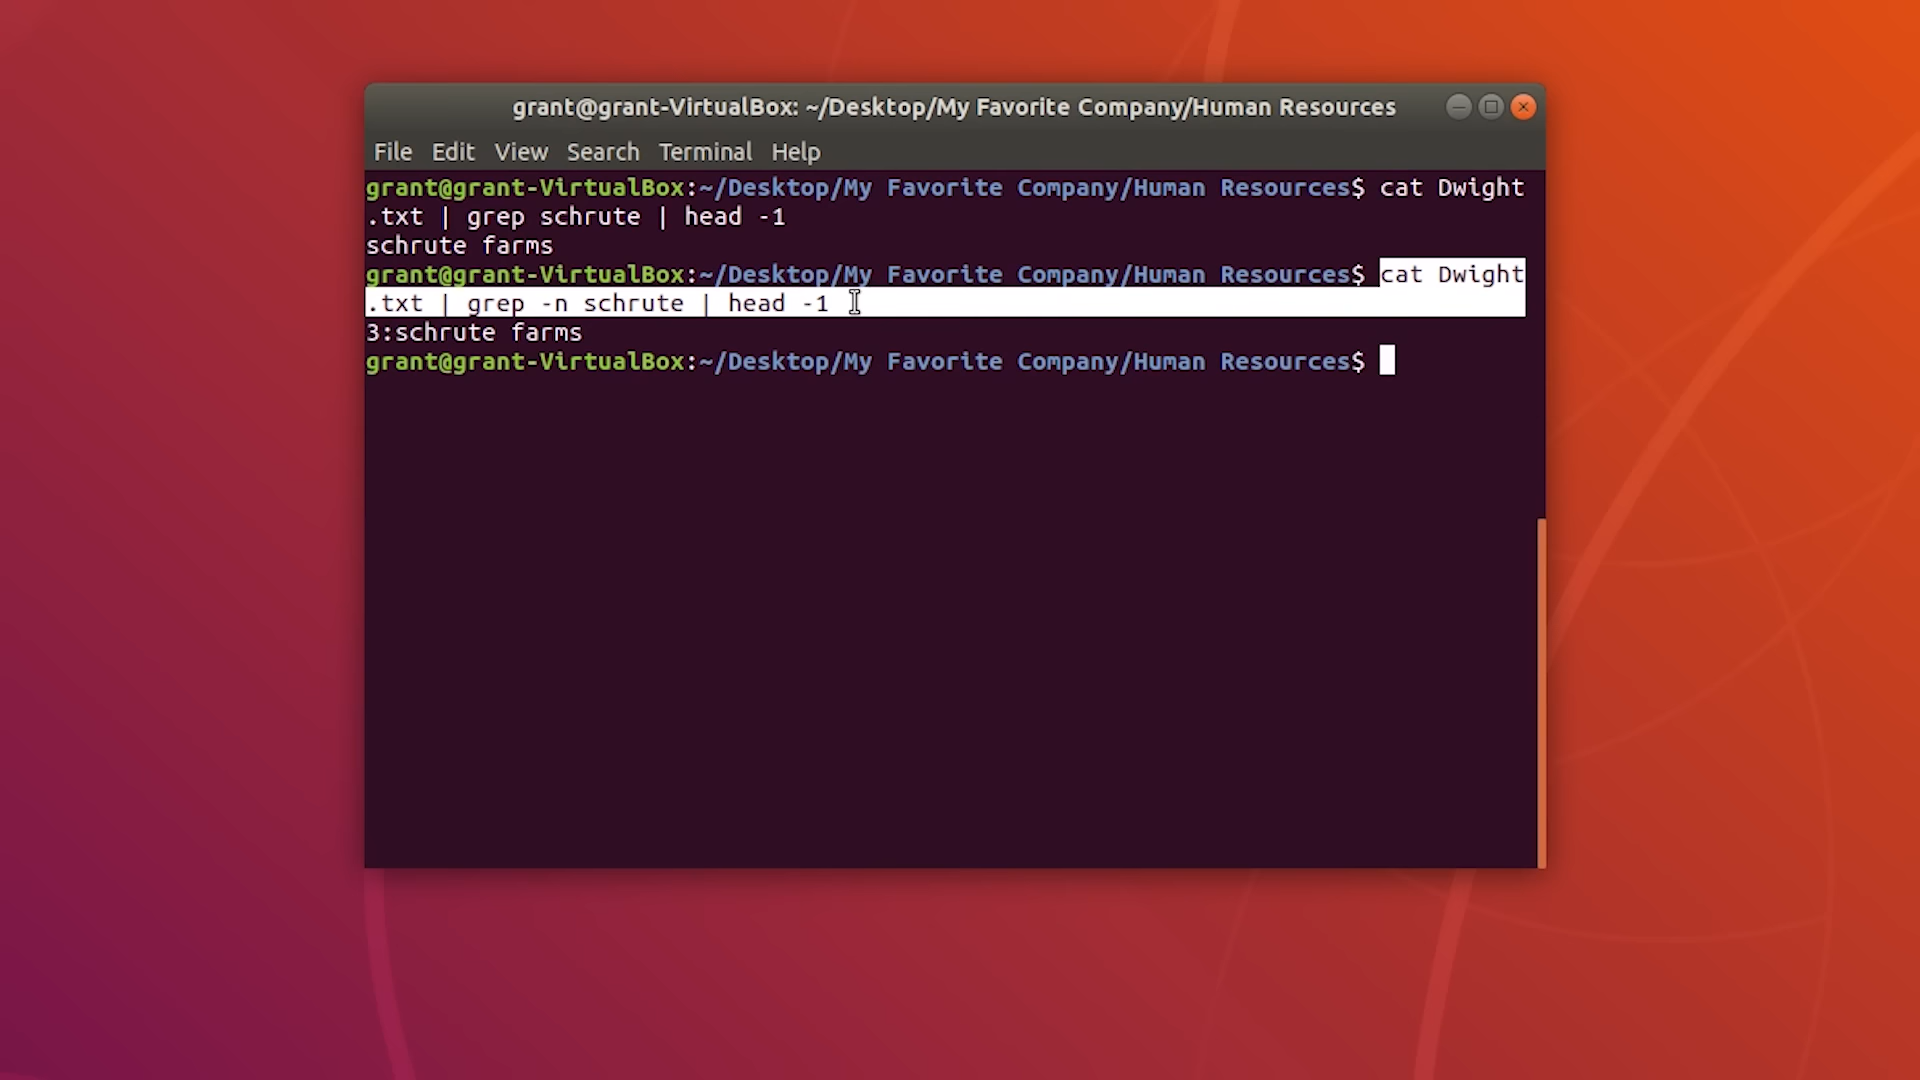 grant@grant-VirtualBox: ~/Desktop/My Favorite Company/Human Resources
File Edit View Search Terminal Help
grant@grant-VirtualBox:~/Desktop/My Favorite Company/Human Resources$ cat Dwight
.txt | grep schrute | head -1
schrute farms
grant@grant-VirtualBox:~/Desktop/My Favorite Company/Human Resources$ cat Dwight
.txt | grep -n schrute | head -1
3:schrute farms
grant@grant-VirtualBox:~/Desktop/My Favorite Company/Human Resources$